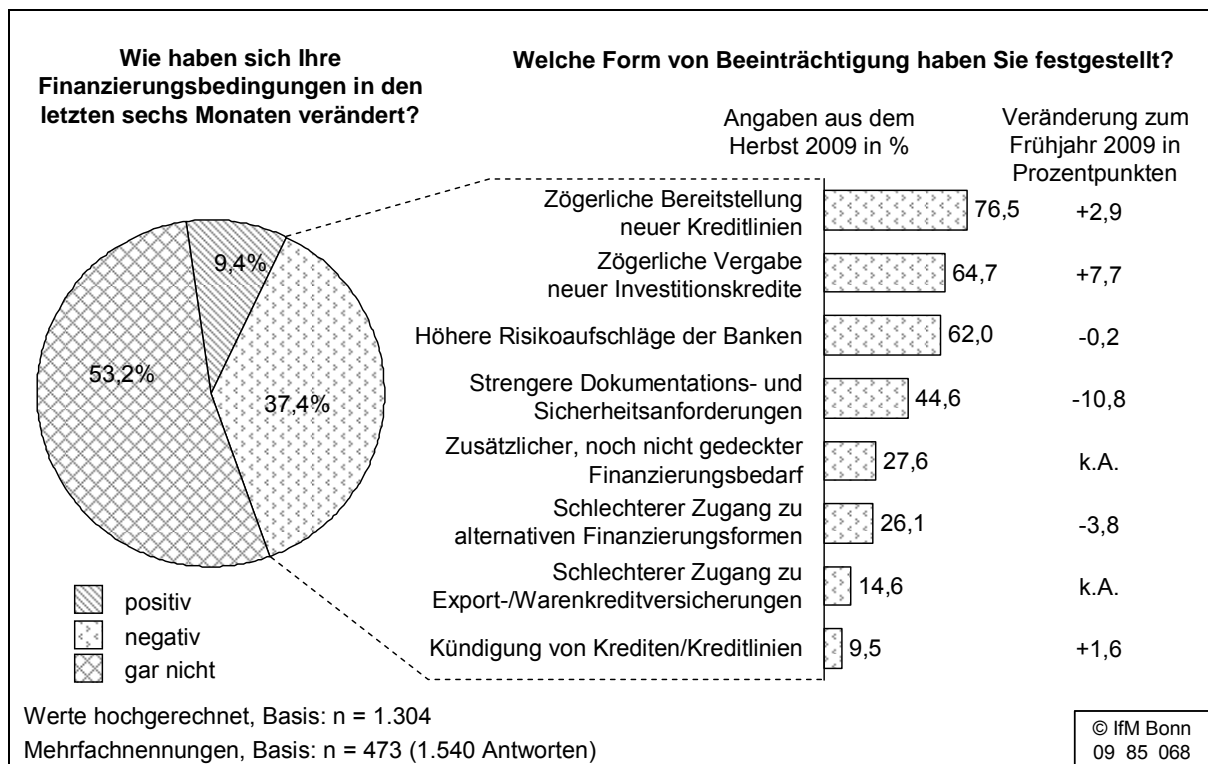 Wie haben sich Ihre
Finanzierungsbedingungen in den
letzten sechs Monaten verändert?
9,4%
53,2%
37,4%
positiv
negativ
gar nicht
Welche Form von Beeinträchtigung haben Sie festgestellt?
Angaben aus dem
Herbst 2009 in %
Veränderung zum
Frühjahr 2009 in
Prozentpunkten
Zögerliche Bereitstellung
neuer Kreditlinien
76,5
+2,9
Zögerliche Vergabe
neuer Investitionskredite
64,7
+7,7
Höhere Risikoaufschläge der Banken
62,0
-0,2
Strengere Dokumentations- und
Sicherheitsanforderungen
44,6
-10,8
Zusätzlicher, noch nicht gedeckter
Finanzierungsbedarf
27,6
k.A.
Schlechterer Zugang zu
alternativen Finanzierungsformen
26,1
-3,8
Schlechterer Zugang zu
Export-/Warenkreditversicherungen
14,6
k.A.
Kündigung von Krediten/Kreditlinien
9,5
+1,6
Werte hochgerechnet, Basis: n = 1.304
Mehrfachnennungen, Basis: n = 473 (1.540 Antworten)
© IfM Bonn
09 85 068